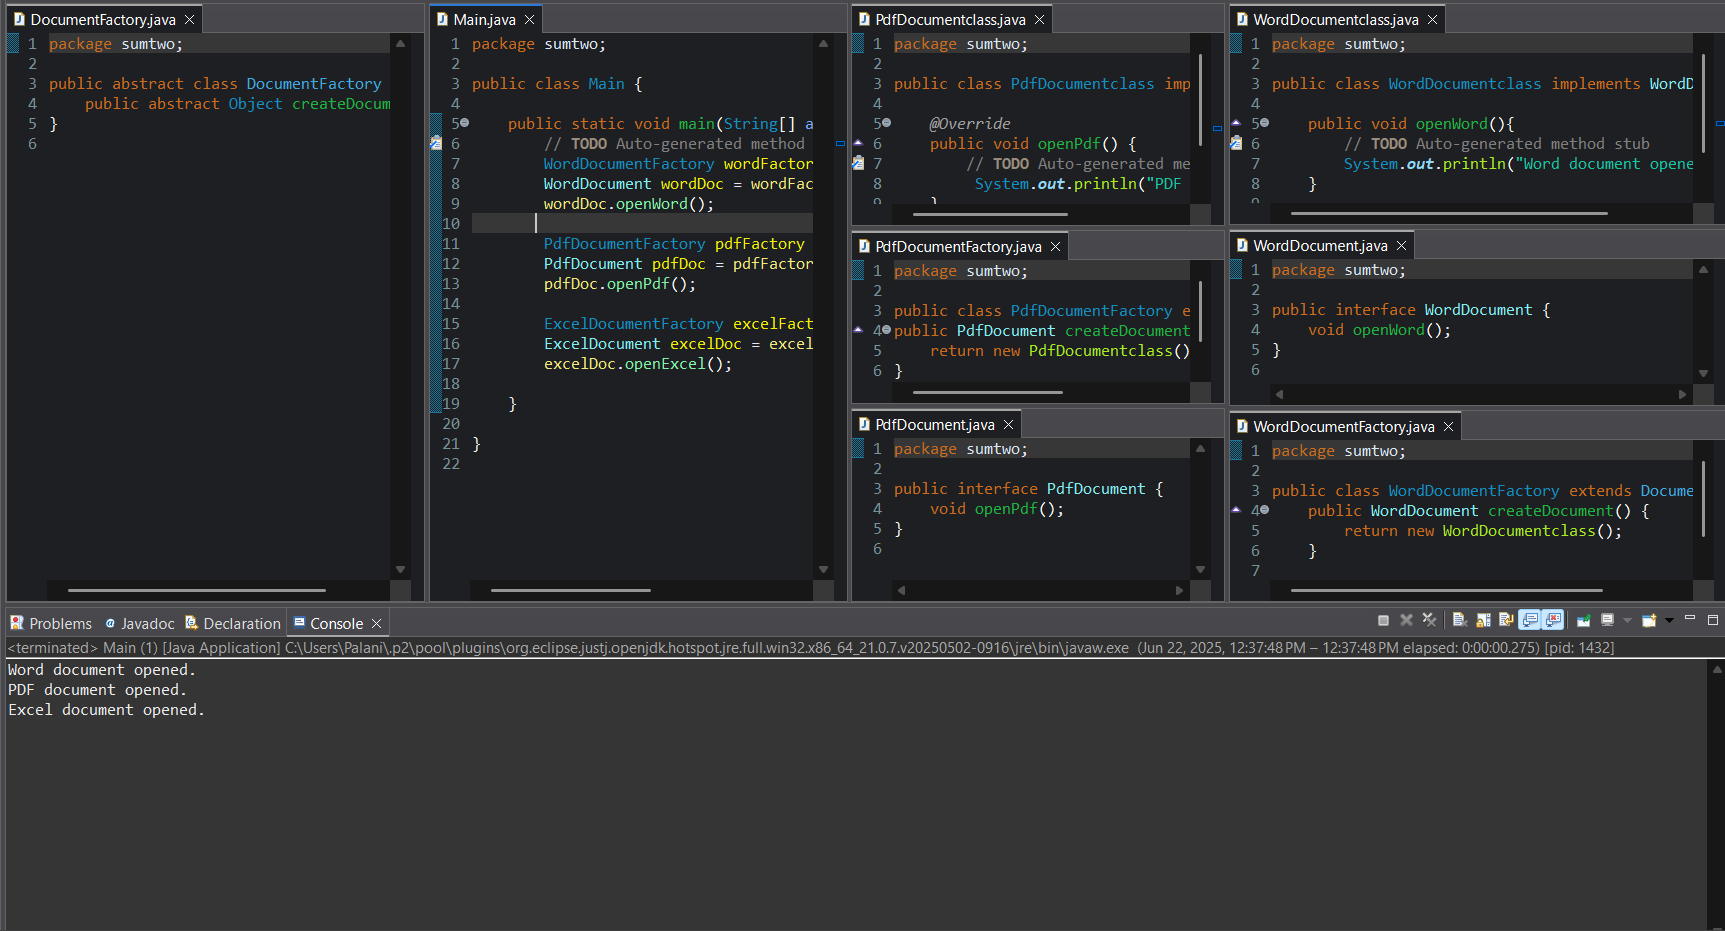 DocumentFactory.java
1 package sumtwo;
2
3 public abstract class DocumentFactory
4 public abstract Object createDocum
5 }
6
Main.java
1 package sumtwo;
2
3 public class Main {
4
5 public static void main(String[] a
6 // TODO Auto-generated method
7 WordDocumentFactory wordFactor
8 WordDocument wordDoc = wordFac
9 wordDoc.openWord();
10
11 PdfDocumentFactory pdfFactory
12 PdfDocument pdfDoc = pdfFactor
13 pdfDoc.openPdf();
14
15 ExcelDocumentFactory excelFact
16 ExcelDocument excelDoc = excel
17 excelDoc.openExcel();
18
19 }
20
21 }
22
PdfDocumentclass.java
1 package sumtwo;
2
3 public class PdfDocumentclass imp
4
5 @Override
6 public void openPdf() {
7 // TODO Auto-generated me
8 System.out.println("PDF
9 }
PdfDocumentFactory.java
1 package sumtwo;
2
3 public class PdfDocumentFactory e
4 public PdfDocument createDocument
5 return new PdfDocumentclass()
6 }
PdfDocument.java
1 package sumtwo;
2
3 public interface PdfDocument {
4 void openPdf();
5 }
6
WordDocumentclass.java
1 package sumtwo;
2
3 public class WordDocumentclass implements WordD
4
5 public void openWord(){
6 // TODO Auto-generated method stub
7 System.out.println("Word document opene
8 }
9
WordDocument.java
1 package sumtwo;
2
3 public interface WordDocument {
4 void openWord();
5 }
6
WordDocumentFactory.java
1 package sumtwo;
2
3 public class WordDocumentFactory extends Docume
4 public WordDocument createDocument() {
5 return new WordDocumentclass();
6 }
7
Problems Javadoc Declaration Console
<terminated> Main (1) [Java Application] C:\Users\Palani\.p2\pool\plugins\org.eclipse.justj.openjdk.hotspot.jre.full.win32.x86_64_21.0.7.v20250502-0916\jre\bin\javaw.exe (Jun 22, 2025, 12:37:48 PM – 12:37:48 PM elapsed: 0:00:00.275) [pid: 1432]
Word document opened.
PDF document opened.
Excel document opened.